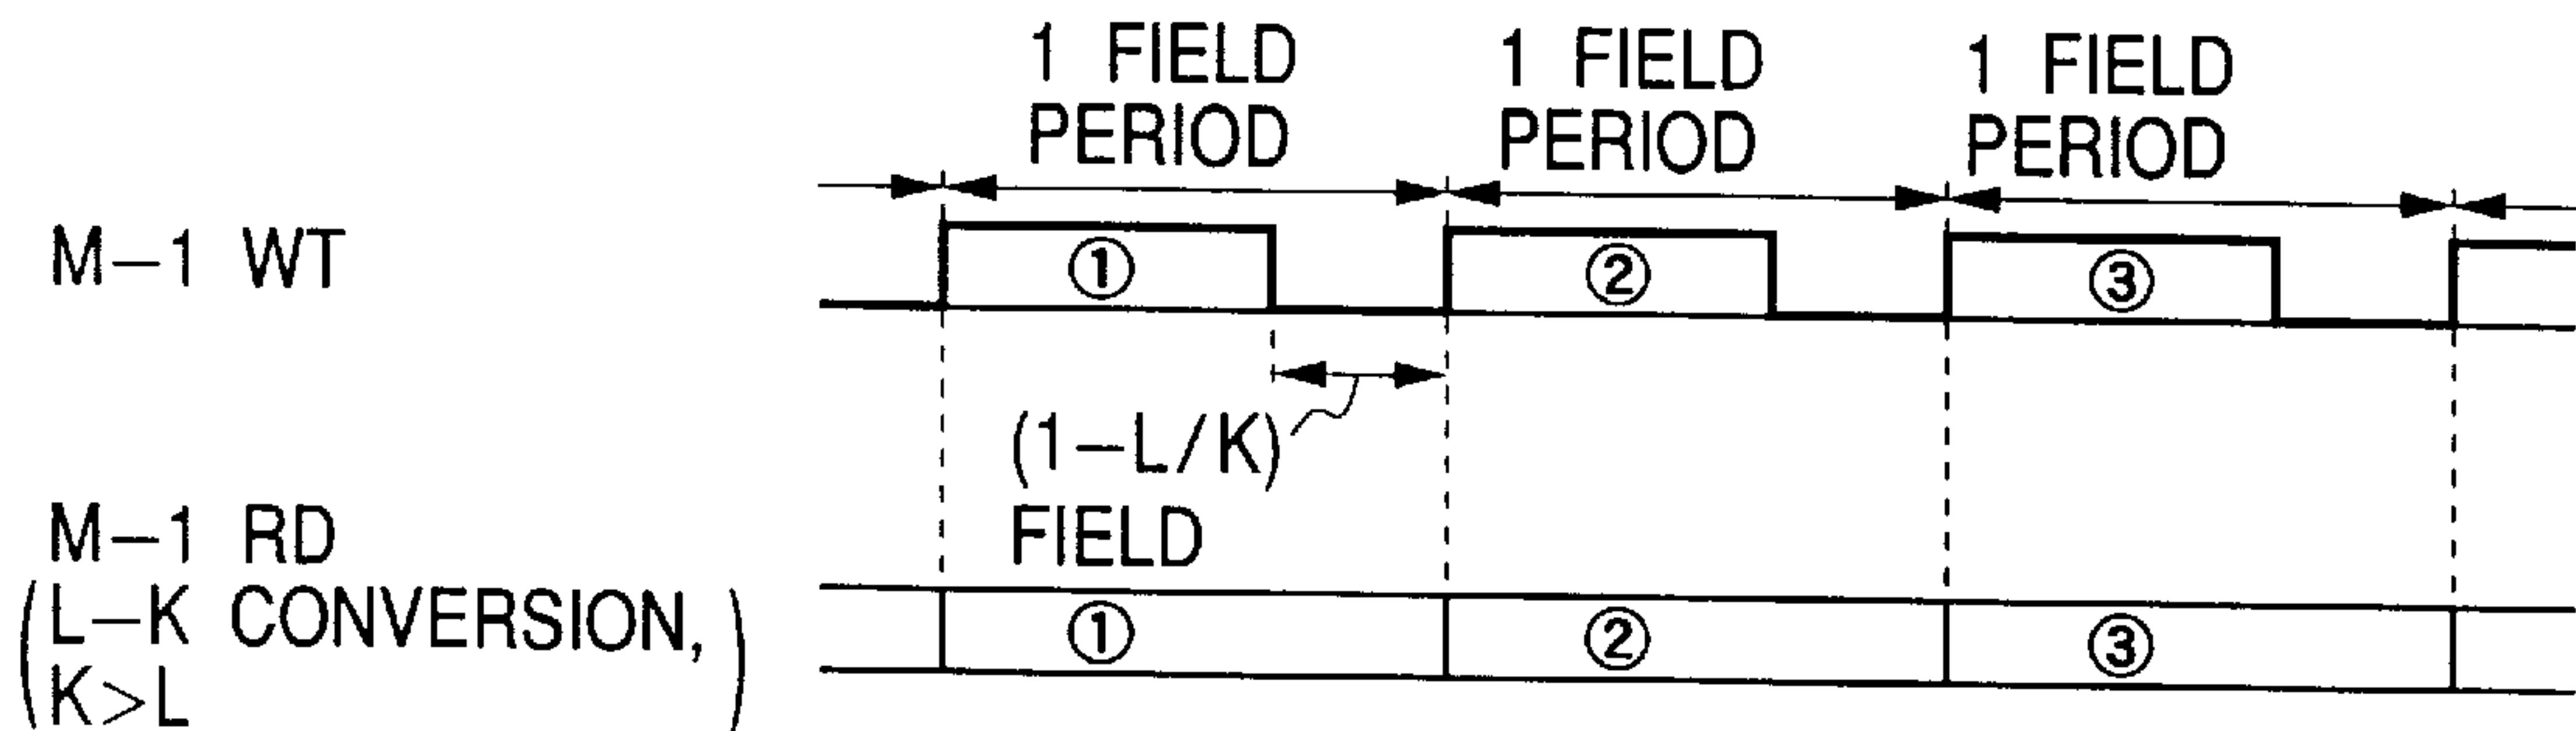 1 FIELD PERIOD
1 FIELD PERIOD
1 FIELD PERIOD
M-1 WT
① ② ③
(1-L/K) FIELD
M-1 RD
(L-K CONVERSION,
K>L)
① ② ③